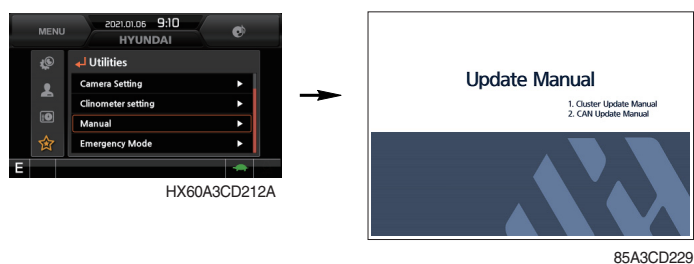 MENU
2021.01.06 9:10
HYUNDAI
Utilities
Camera Setting
Clinometer setting
Manual
Emergency Mode
E
HX60A3CD212A
Update Manual
1. Cluster Update Manual
2. CAN Update Manual
85A3CD229